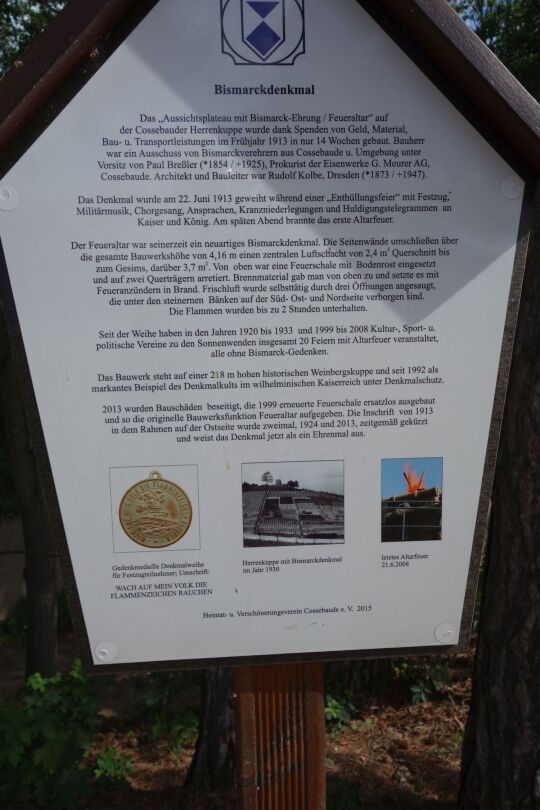 Bismarckdenkmal
Das „Aussichtsplateau mit Bismarck-Ehrung / Feueraltar" auf
der Cossebauder Herrenkuppe wurde dank Spenden von Geld, Material,
Bau- u. Transportleistungen im Frühjahr 1913 in nur 14 Wochen gebaut. Bauherr
war ein Ausschuss von Bismarckverehrern aus Cossebaude u. Umgebung unter
Vorsitz von Paul Breßler (*1854 / +1925), Prokurist der Eisenwerke G. Meurer AG,
Cossebaude. Architekt und Bauleiter war Rudolf Kolbe, Dresden (*1873 / +1947).
Das Denkmal wurde am 22. Juni 1913 geweiht während einer „Enthüllungsfeier" mit Festzug,
Militärmusik, Chorgesang, Ansprachen, Kranzniederlegungen und Huldigungstelegrammen an
Kaiser und König. Am späten Abend brannte das erste Altarfeuer.
Der Feueraltar war seinerzeit ein neuartiges Bismarckdenkmal. Die Seitenwände umschließen über
die gesamte Bauwerkshöhe von 4,16 m einen zentralen Luftschacht von 2,4 m² Querschnitt bis
zum Gesims, darüber 3,7 m². Von oben war eine Feuerschale mit Bodenrost eingesetzt
und auf zwei Querträgern arretiert. Brennmaterial gab man von oben zu und setzte es mit
Feueranzündern in Brand. Frischluft wurde selbsttätig durch drei Öffnungen angesaugt,
die unter den steinernen Bänken auf der Süd- Ost- und Nordseite verborgen sind.
Die Flammen wurden bis zu 2 Stunden unterhalten.
Seit der Weihe haben in den Jahren 1920 bis 1933 und 1999 bis 2008 Kultur-, Sport- u.
politische Vereine zu den Sonnenwenden insgesamt 20 Feiern mit Altarfeuer veranstaltet,
alle ohne Bismarck-Gedenken.
Das Bauwerk steht auf einer 218 m hohen historischen Weinbergskuppe und seit 1992 als
markantes Beispiel des Denkmalkults im wilhelminischen Kaiserreich unter Denkmalschutz.
2013 wurden Bauschäden beseitigt, die 1999 erneuerte Feuerschale ersatzlos ausgebaut
und so die originelle Bauwerksfunktion Feueraltar aufgegeben. Die Inschrift von 1913
in dem Rahmen auf der Ostseite wurde zweimal, 1924 und 2013, zeitgemäß gekürzt
und weist das Denkmal jetzt als ein Ehrenmal aus.
Gedenkmedaille Denkmalweihe
für Festzugteilnehmer; Umschrift:
WACH AUF MEIN VOLK DIE
FLAMMENZEICHEN RAUCHEN
Herrenkuppe mit Bismarckdenkmal
im Jahr 1930
letztes Altarfeuer
21.6.2008
Heimat- u. Verschönerungsverein Cossebaude e. V. 2015